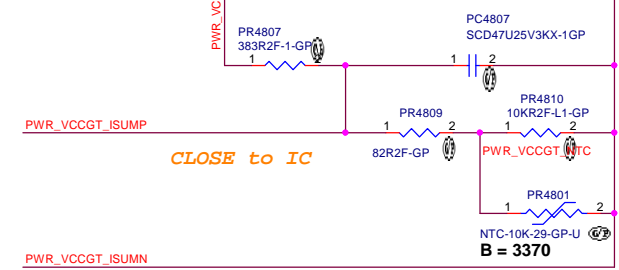 PWR_VC
PR4807
383R2F-1-GP
1 2
PC4807
SCD47U25V3KX-1GP
1 2
PWR_VCCGT_ISUMP
CLOSE to IC
PR4809
1 2
82R2F-GP
PR4810
10KR2F-L1-GP
1 2
PWR_VCCGT_NTC
PR4801
1 2
NTC-10K-29-GP-U
B = 3370
PWR_VCCGT_ISUMN